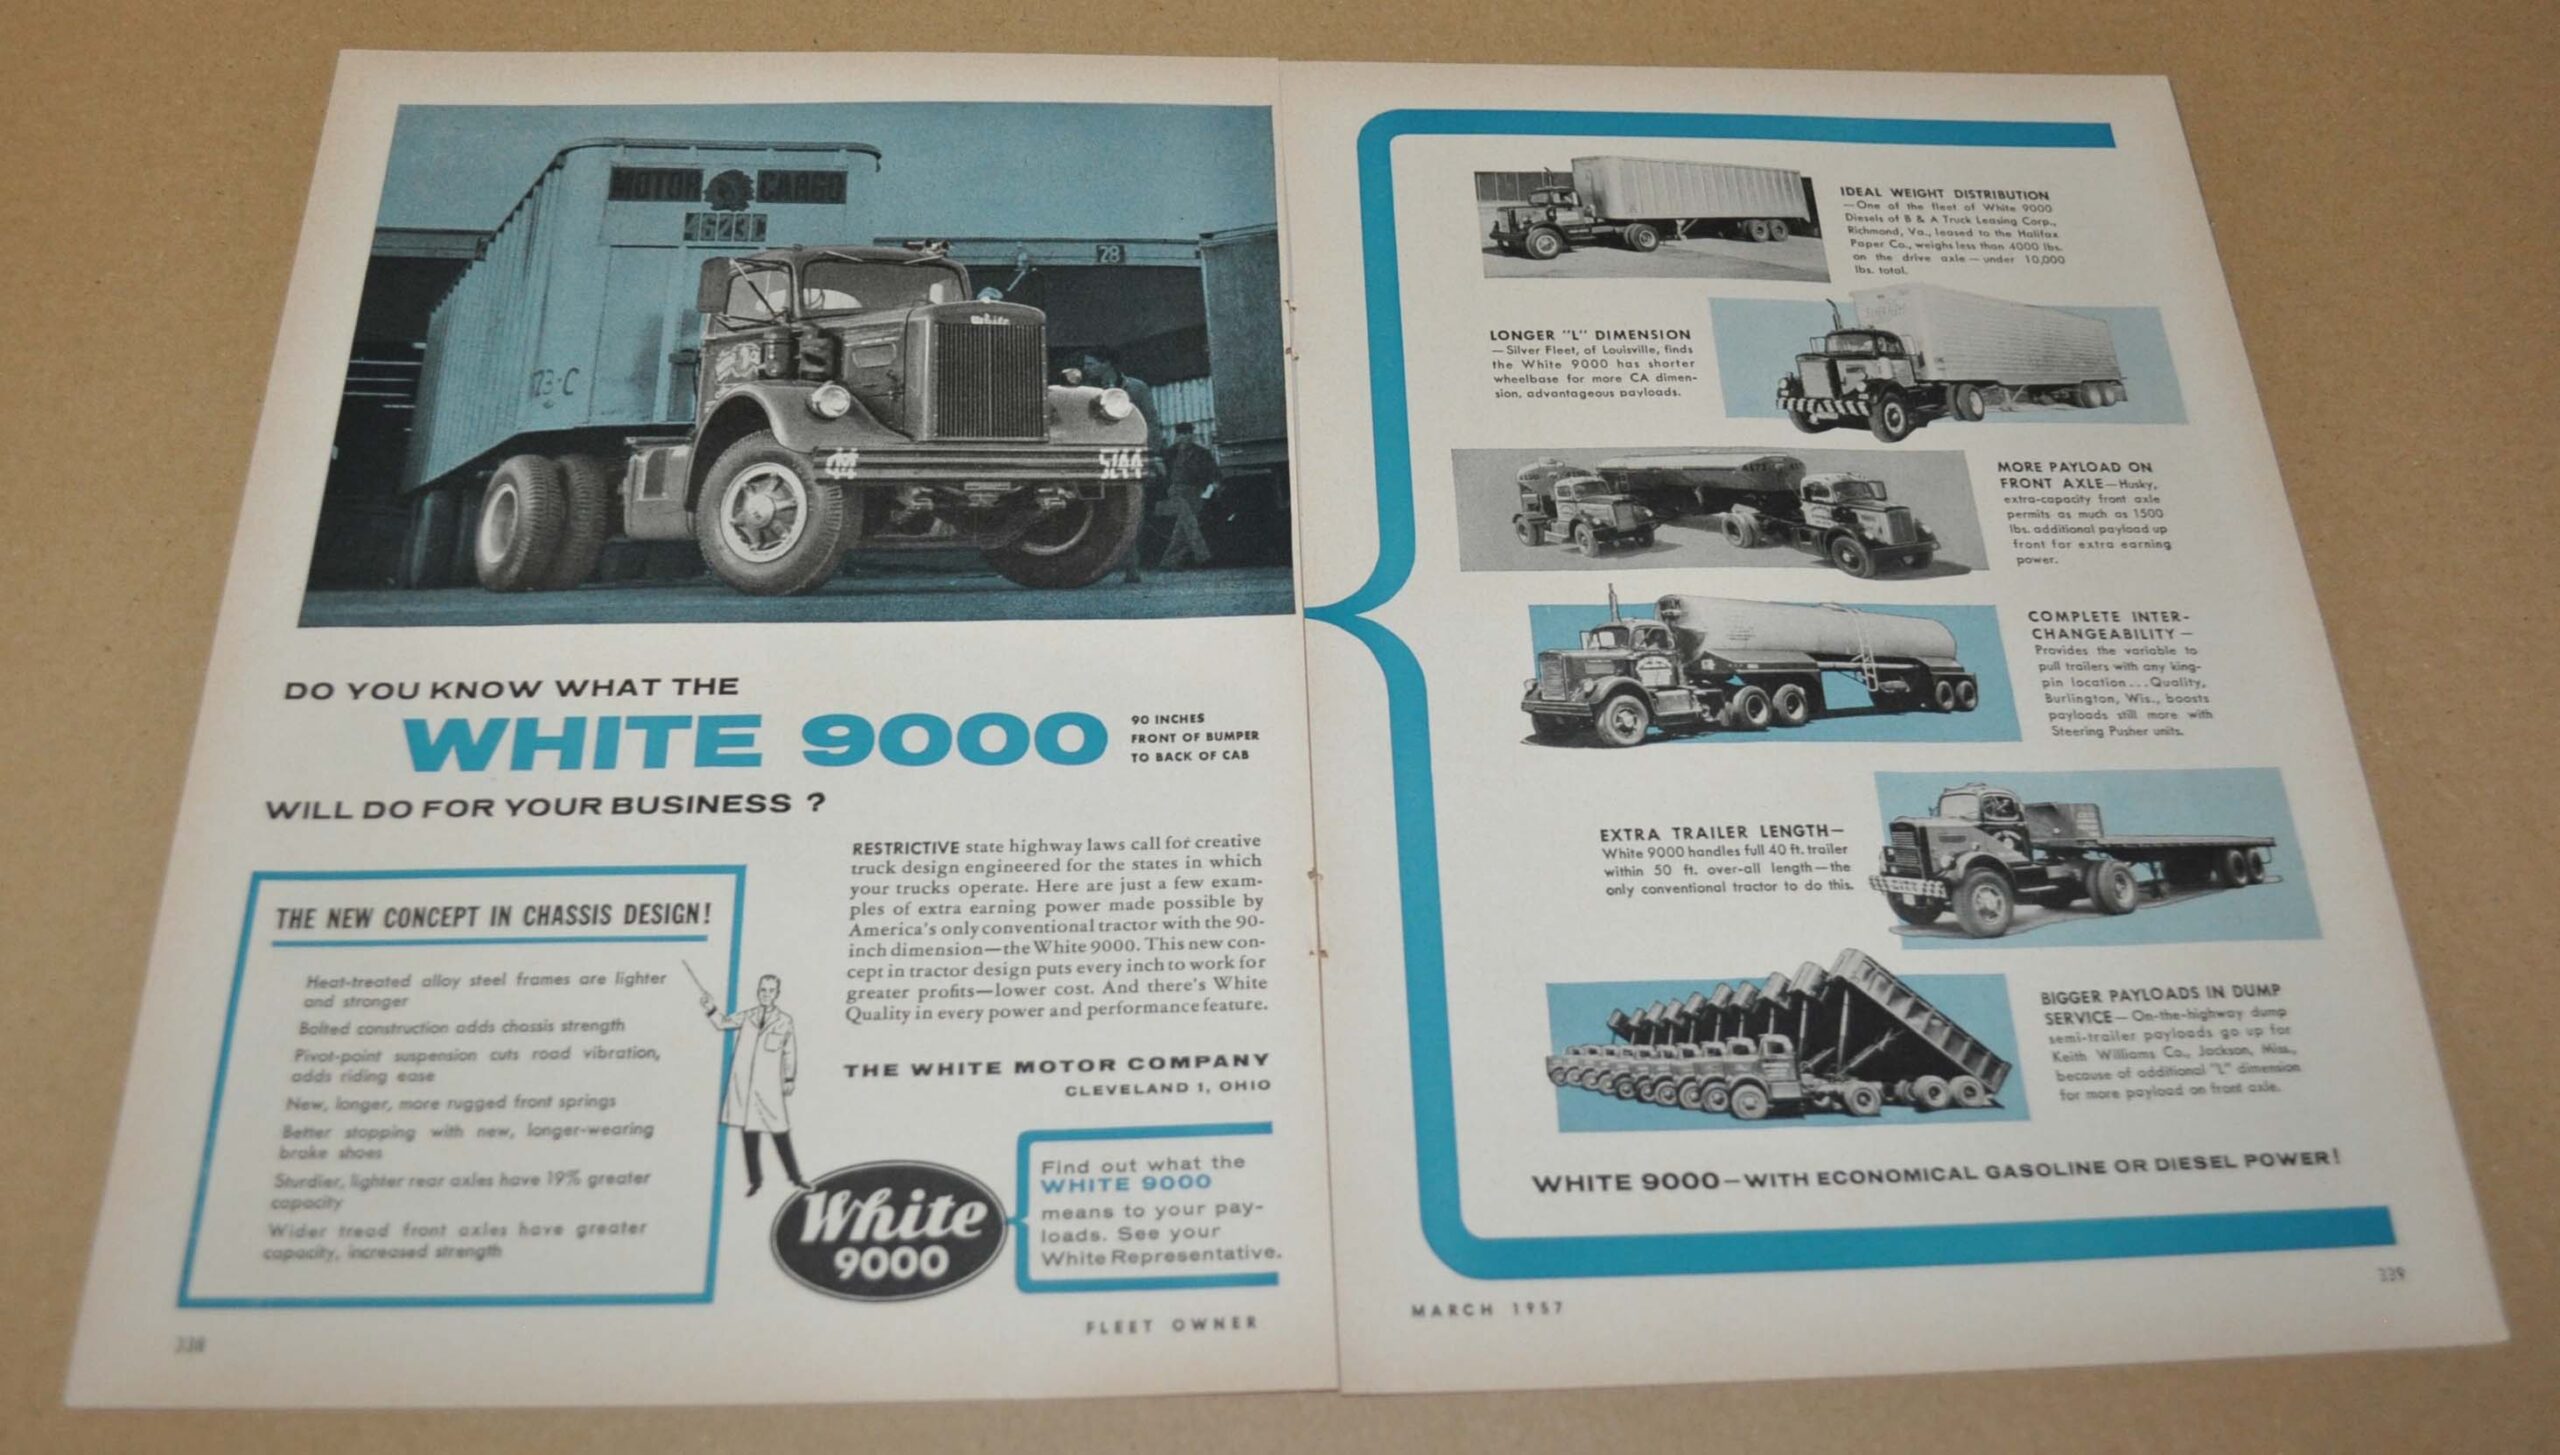 MOTOR CARGO
28
White
23-C
5144
DO YOU KNOW WHAT THE
WHITE 9000
90 INCHES
FRONT OF BUMPER
TO BACK OF CAB
WILL DO FOR YOUR BUSINESS ?
THE NEW CONCEPT IN CHASSIS DESIGN!
Heat-treated alloy steel frames are lighter
and stronger
Bolted construction adds chassis strength
Pivot-point suspension cuts road vibration,
adds riding ease
New, longer, more rugged front springs
Better stopping with new, longer-wearing
brake shoes
Sturdier, lighter rear axles have 19% greater
capacity
Wider tread front axles have greater
capacity, increased strength
RESTRICTIVE state highway laws call for creative
truck design engineered for the states in which
your trucks operate. Here are just a few exam-
ples of extra earning power made possible by
America's only conventional tractor with the 90-
inch dimension—the White 9000. This new con-
cept in tractor design puts every inch to work for
greater profits—lower cost. And there's White
Quality in every power and performance feature.
THE WHITE MOTOR COMPANY
CLEVELAND 1, OHIO
White
9000
Find out what the
WHITE 9000
means to your pay-
loads. See your
White Representative.
338
FLEET OWNER
IDEAL WEIGHT DISTRIBUTION
—One of the fleet of White 9000
Diesels of B & A Truck Leasing Corp.,
Richmond, Va., leased to the Halifax
Paper Co., weighs less than 4000 lbs.
on the drive axle—under 10,000
lbs. total.
LONGER "L" DIMENSION
—Silver Fleet, of Louisville, finds
the White 9000 has shorter
wheelbase for more CA dimen-
sion, advantageous payloads.
MORE PAYLOAD ON
FRONT AXLE—Husky,
extra-capacity front axle
permits as much as 1500
lbs. additional payload up
front for extra earning
power.
COMPLETE INTER-
CHANGEABILITY—
Provides the variable to
pull trailers with any king-
pin location...Quality,
Burlington, Wis., boosts
payloads still more with
Steering Pusher units.
EXTRA TRAILER LENGTH—
White 9000 handles full 40 ft. trailer
within 50 ft. over-all length—the
only conventional tractor to do this.
BIGGER PAYLOADS IN DUMP
SERVICE—On-the-highway dump
semi-trailer payloads go up for
Keith Williams Co., Jackson, Miss.,
because of additional "L" dimension
for more payload on front axle.
WHITE 9000—WITH ECONOMICAL GASOLINE OR DIESEL POWER!
MARCH 1957
339